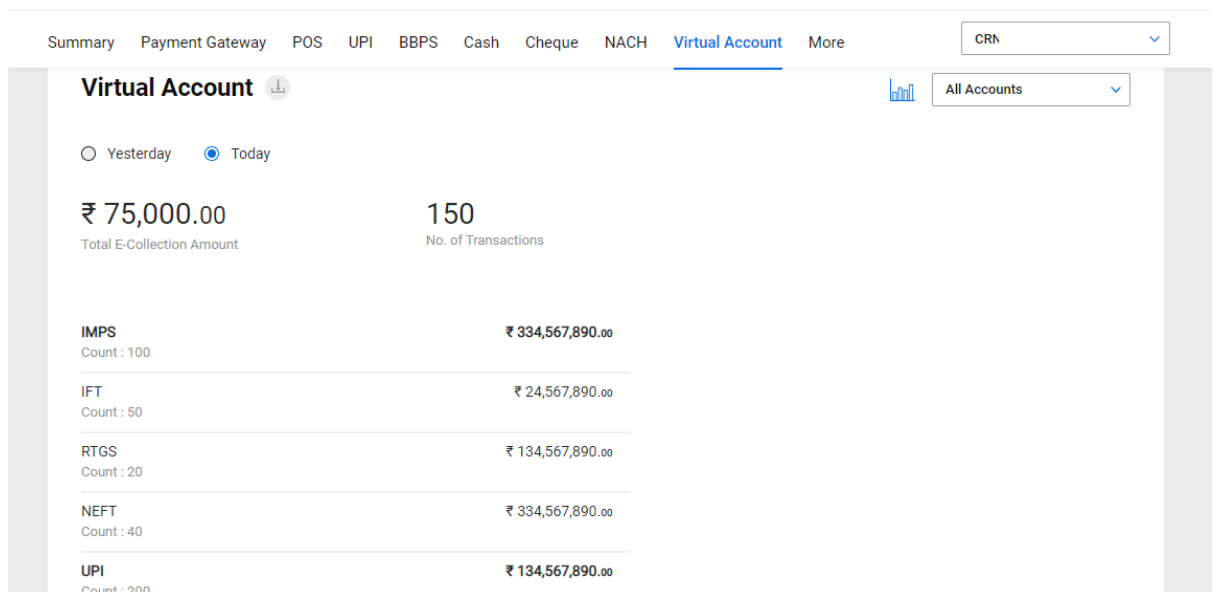 Summary Payment Gateway POS UPI BBPS Cash Cheque NACH Virtual Account More CRN
Virtual Account All Accounts
Yesterday Today
₹ 75,000.00 150
Total E-Collection Amount No. of Transactions
IMPS ₹ 334,567,890.00
Count : 100
IFT ₹ 24,567,890.00
Count : 50
RTGS ₹ 134,567,890.00
Count : 20
NEFT ₹ 334,567,890.00
Count : 40
UPI ₹ 134,567,890.00
Count : 200